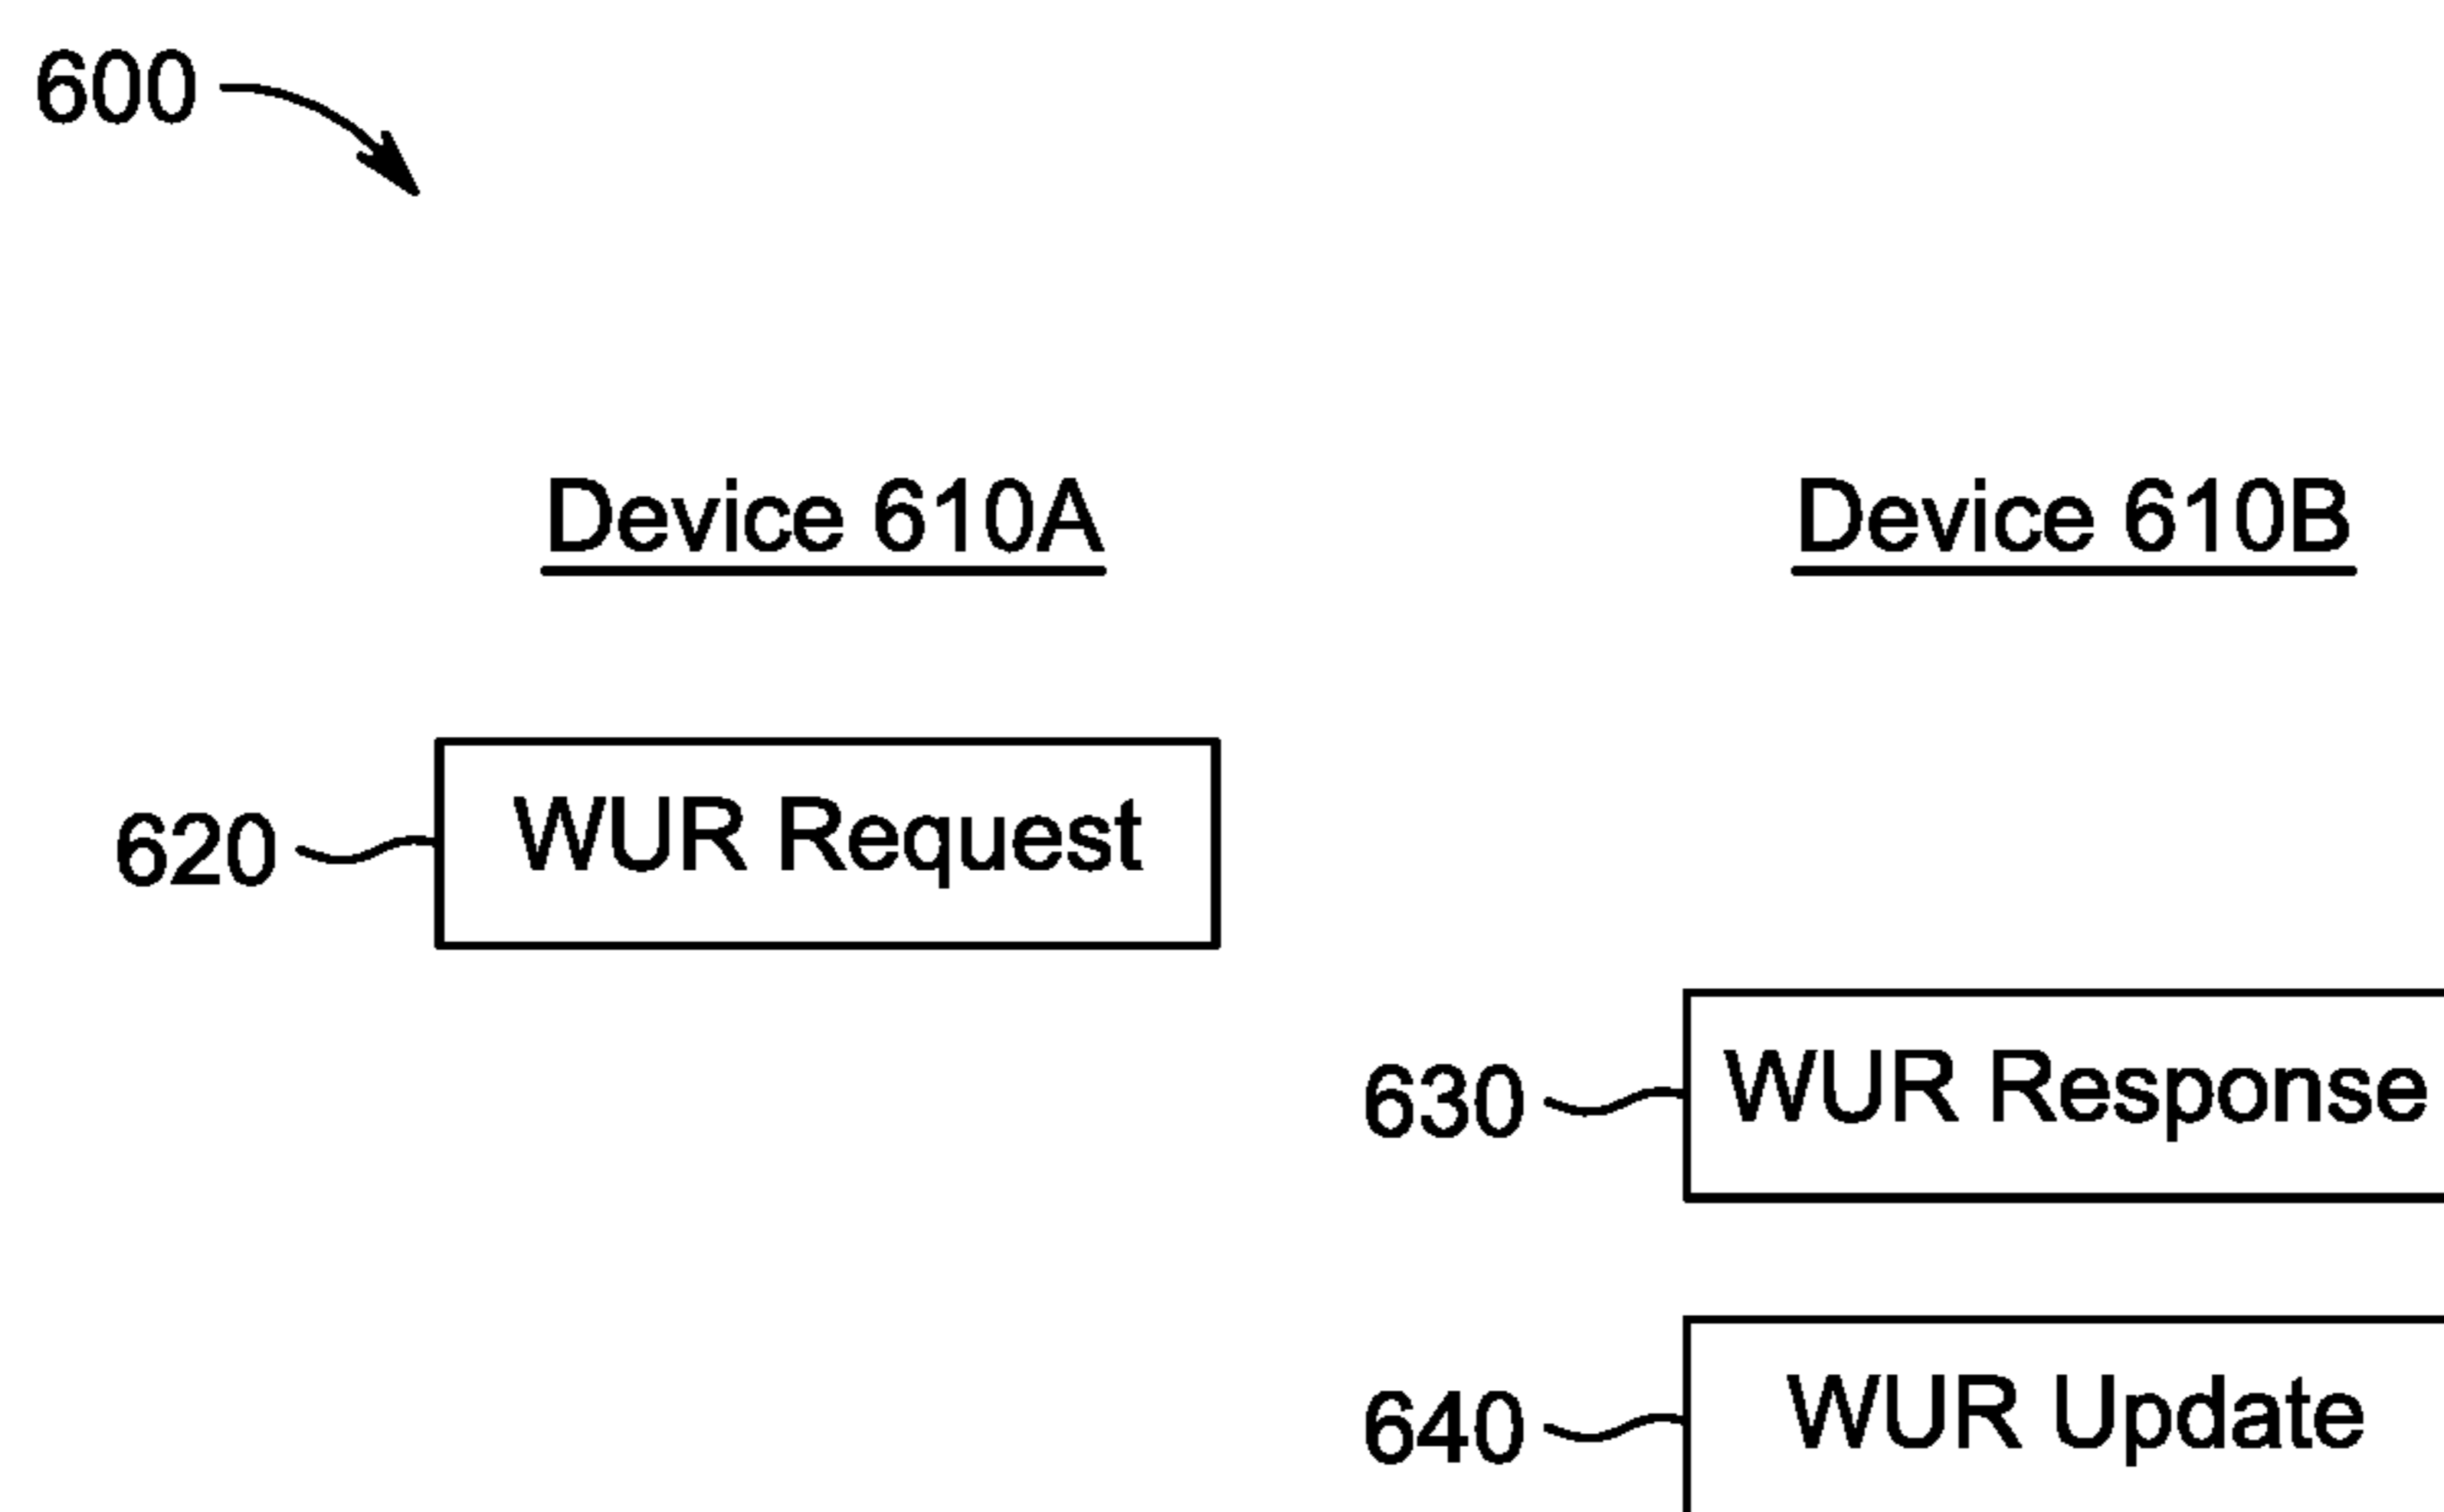 600
Device 610A
Device 610B
620
WUR Request
630
WUR Response
640
WUR Update